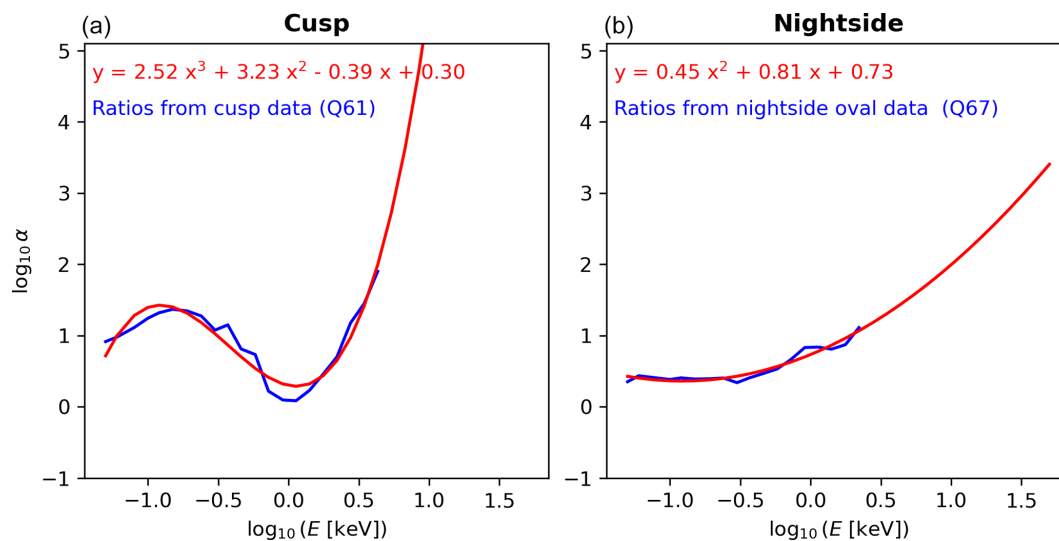 (a) Cusp
y = 2.52 x³ + 3.23 x² - 0.39 x + 0.30
Ratios from cusp data (Q61)
5
4
3
2
1
0
−1
log₁₀ α
−1.0 −0.5 0.0 0.5 1.0 1.5
log₁₀ (E [keV])
(b) Nightside
y = 0.45 x² + 0.81 x + 0.73
Ratios from nightside oval data (Q67)
5
4
3
2
1
0
−1
−1.0 −0.5 0.0 0.5 1.0 1.5
log₁₀ (E [keV])